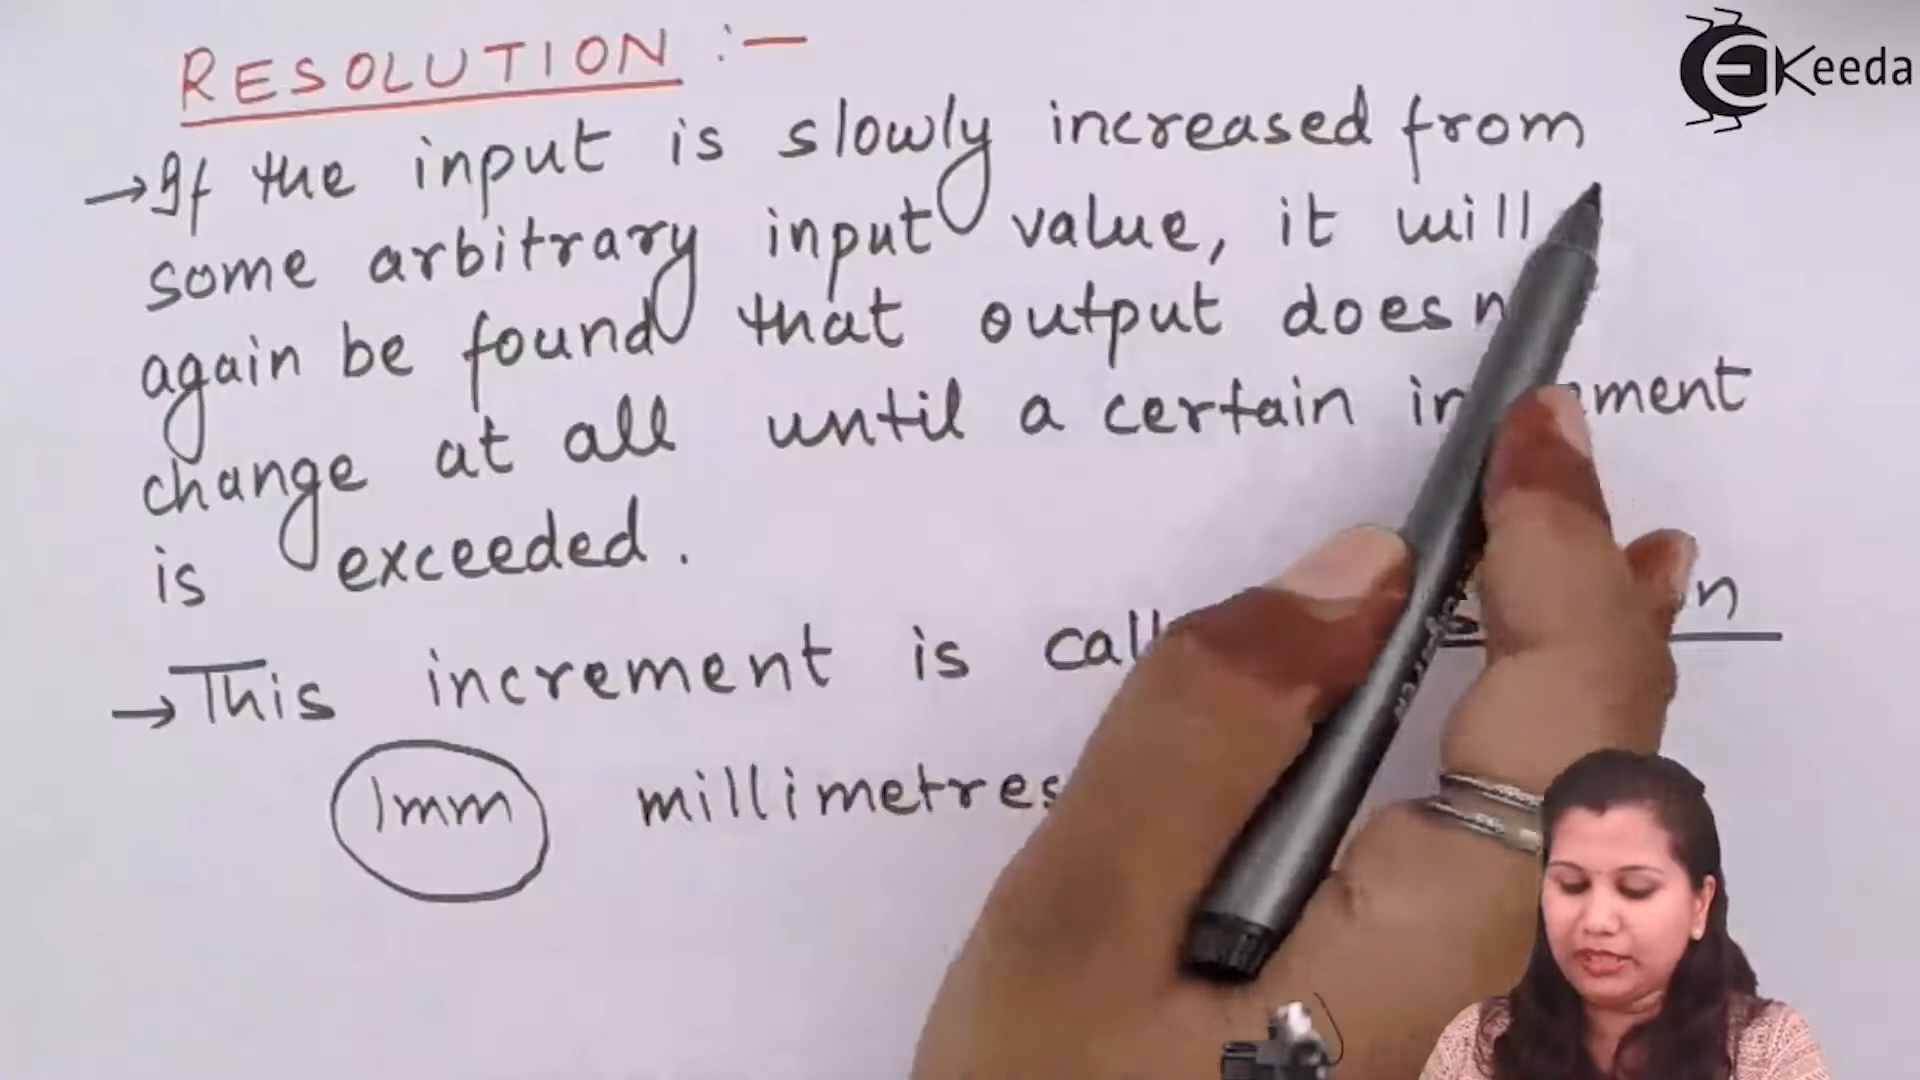 RESOLUTION :-
→ If the input is slowly increased from
some arbitrary input value, it will
again be found that output does
change at all until a certain
is exceeded.
→ This increment is
1mm millimetres
EKeeda